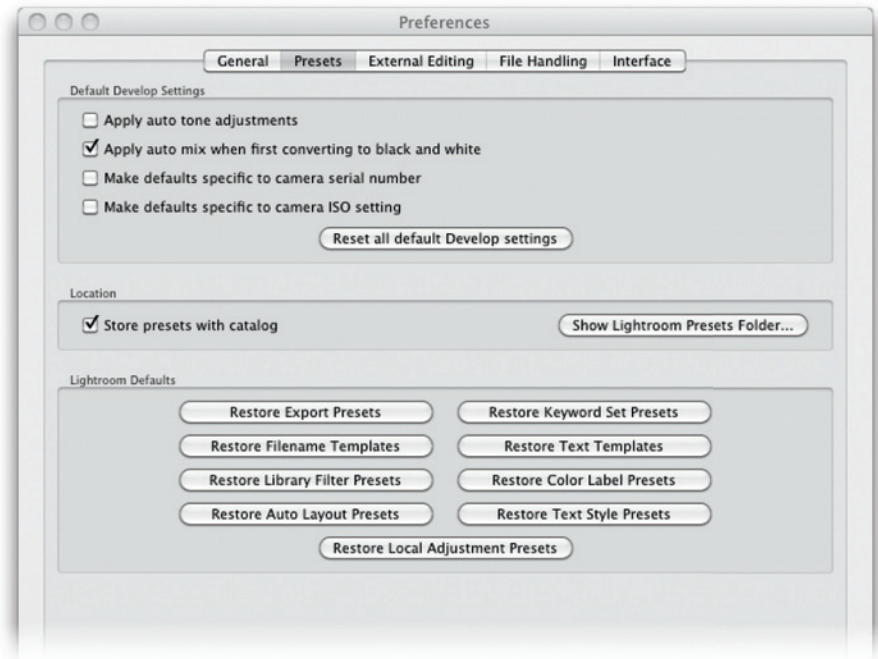 Preferences
General Presets External Editing File Handling Interface
Default Develop Settings
Apply auto tone adjustments
Apply auto mix when first converting to black and white
Make defaults specific to camera serial number
Make defaults specific to camera ISO setting
Reset all default Develop settings
Location
Store presets with catalog Show Lightroom Presets Folder...
Lightroom Defaults
Restore Export Presets Restore Keyword Set Presets
Restore Filename Templates Restore Text Templates
Restore Library Filter Presets Restore Color Label Presets
Restore Auto Layout Presets Restore Text Style Presets
Restore Local Adjustment Presets